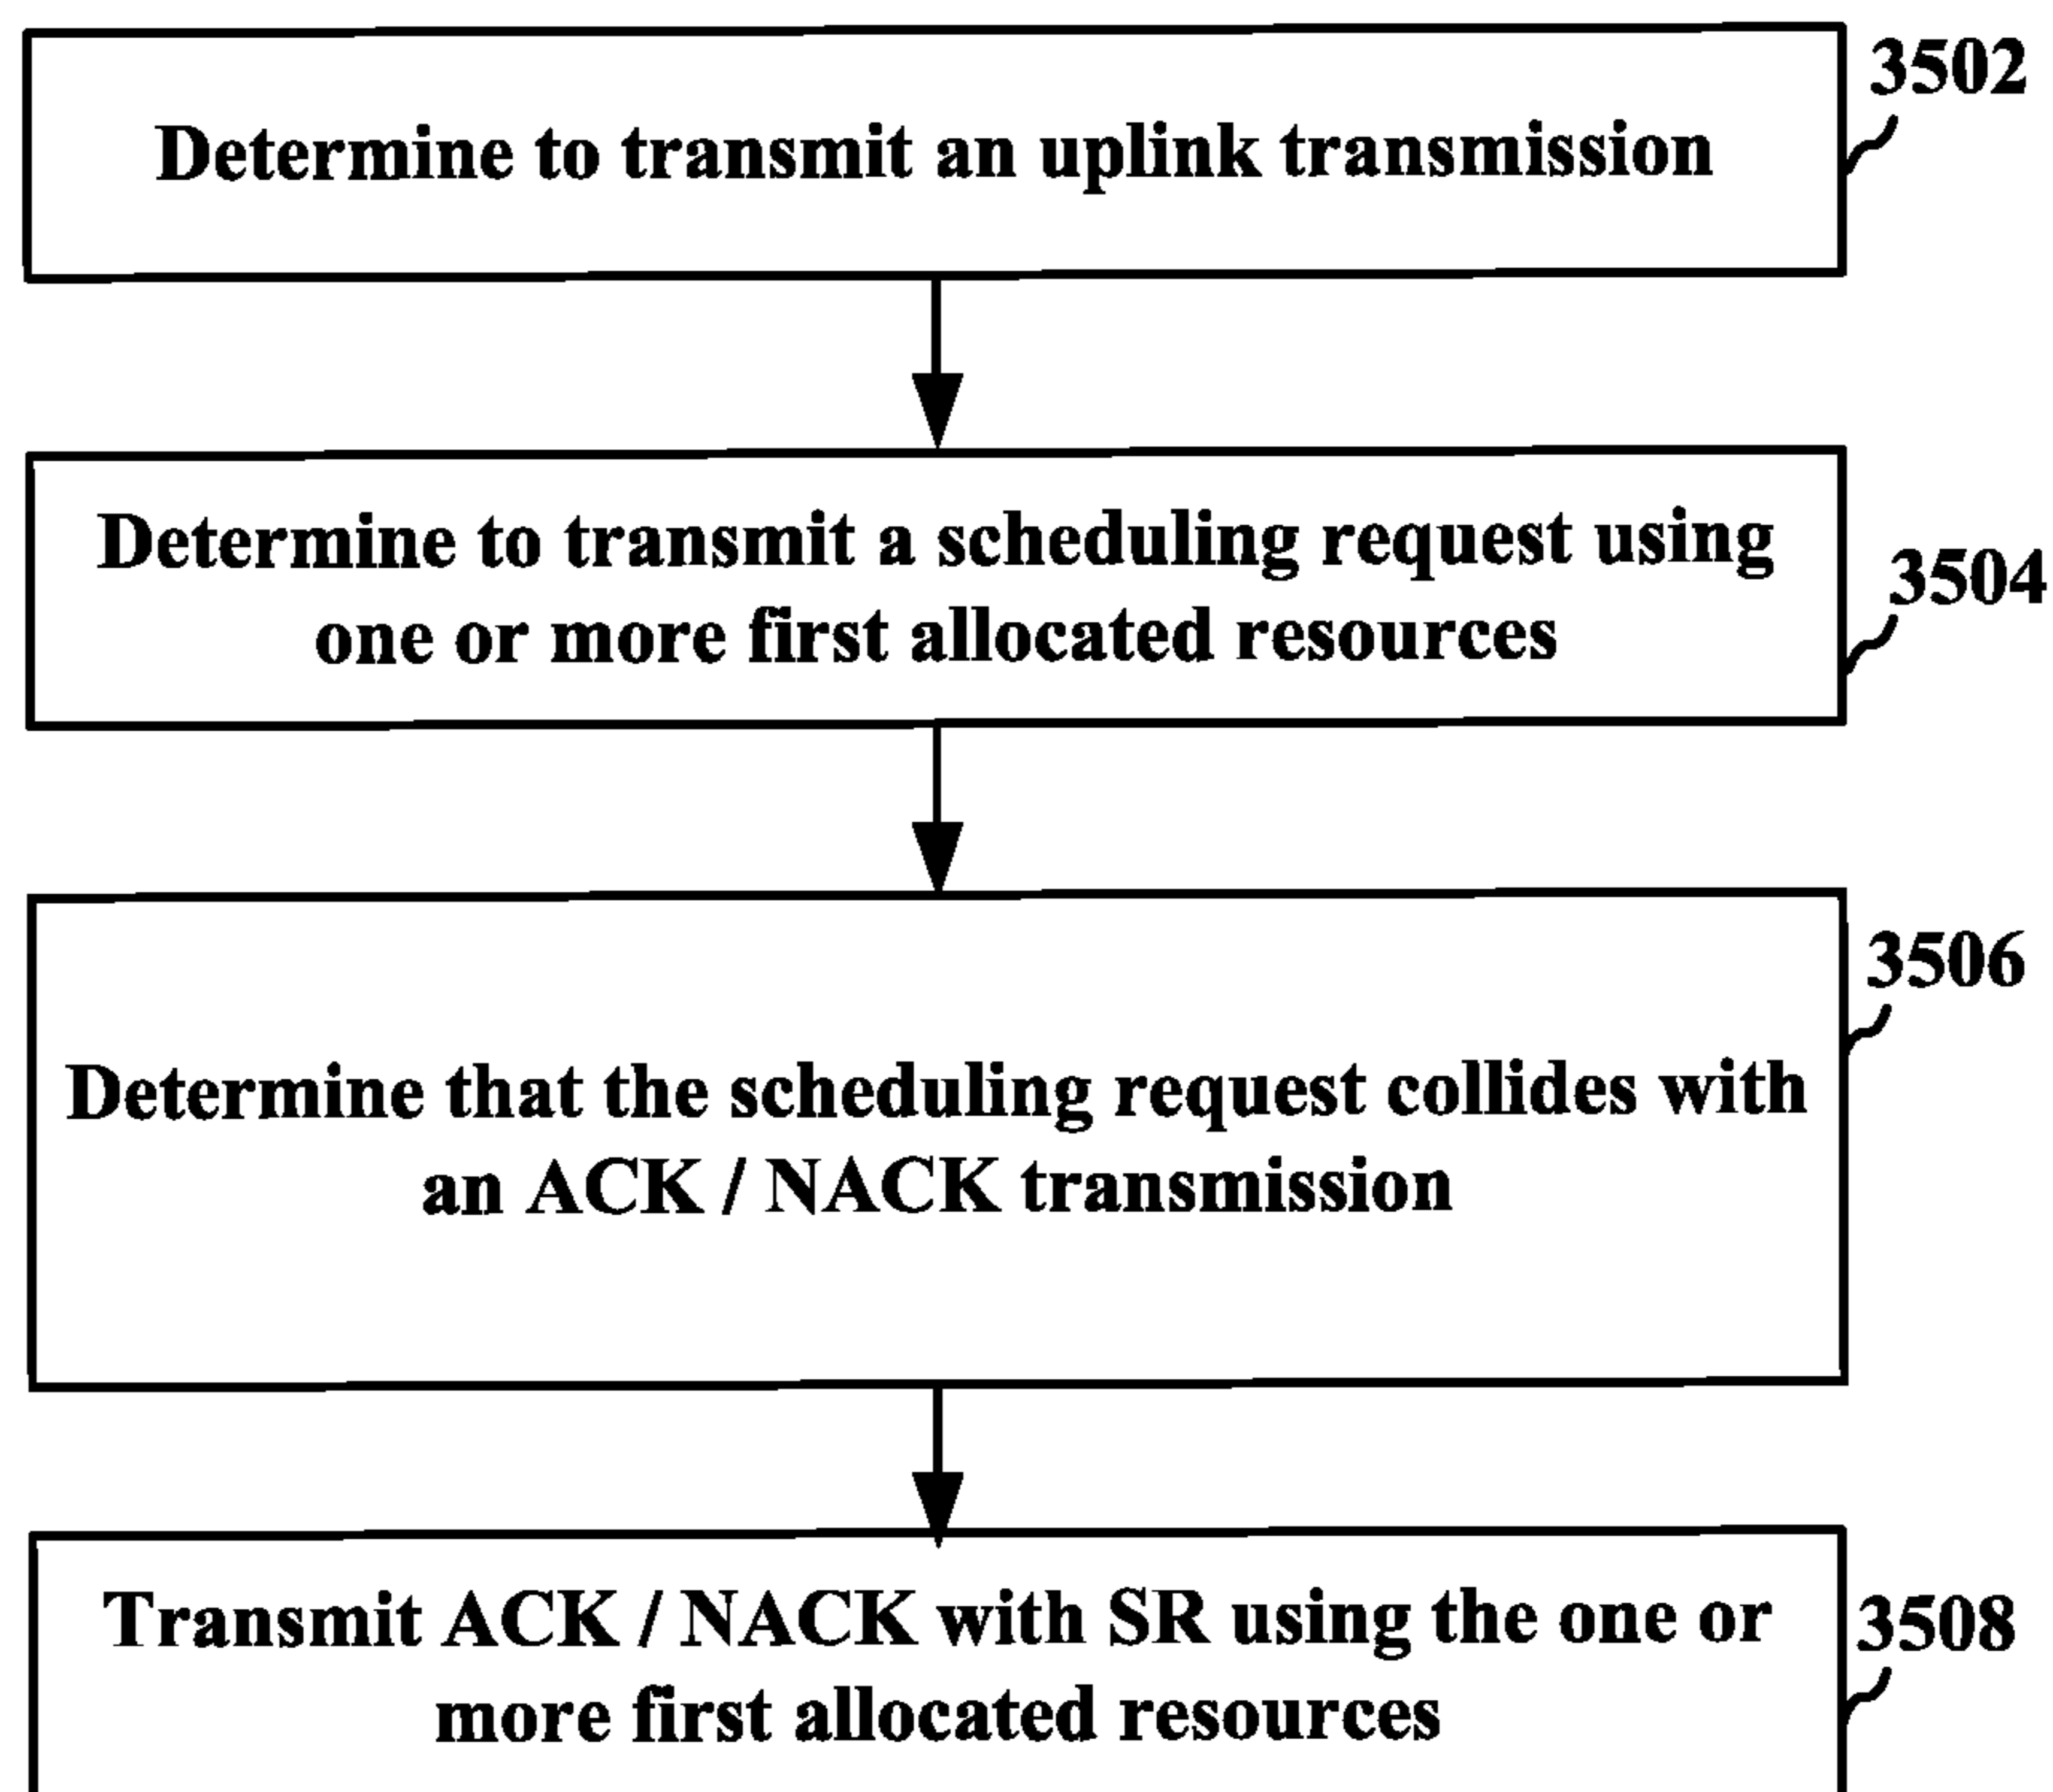 3502
Determine to transmit an uplink transmission
Determine to transmit a scheduling request using
one or more first allocated resources
3504
3506
Determine that the scheduling request collides with
an ACK / NACK transmission
Transmit ACK / NACK with SR using the one or
more first allocated resources
3508